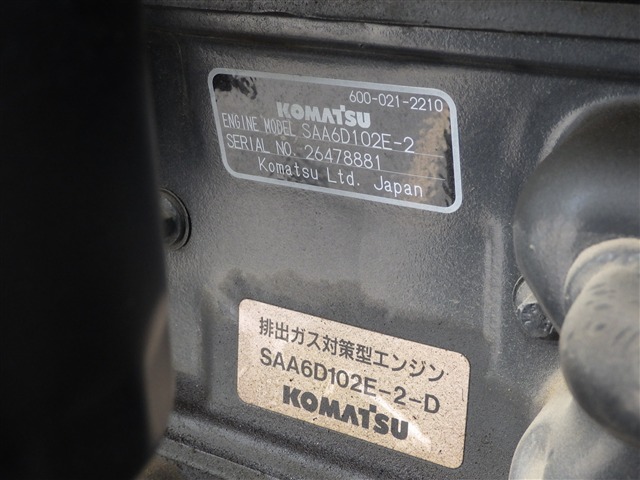 600-021-2210
KOMATSU
ENGINE MODEL SAA6D102E-2
SERIAL NO. 26478881
Komatsu Ltd. Japan
排出ガス対策型エンジン
SAA6D102E-2-D
KOMATSU